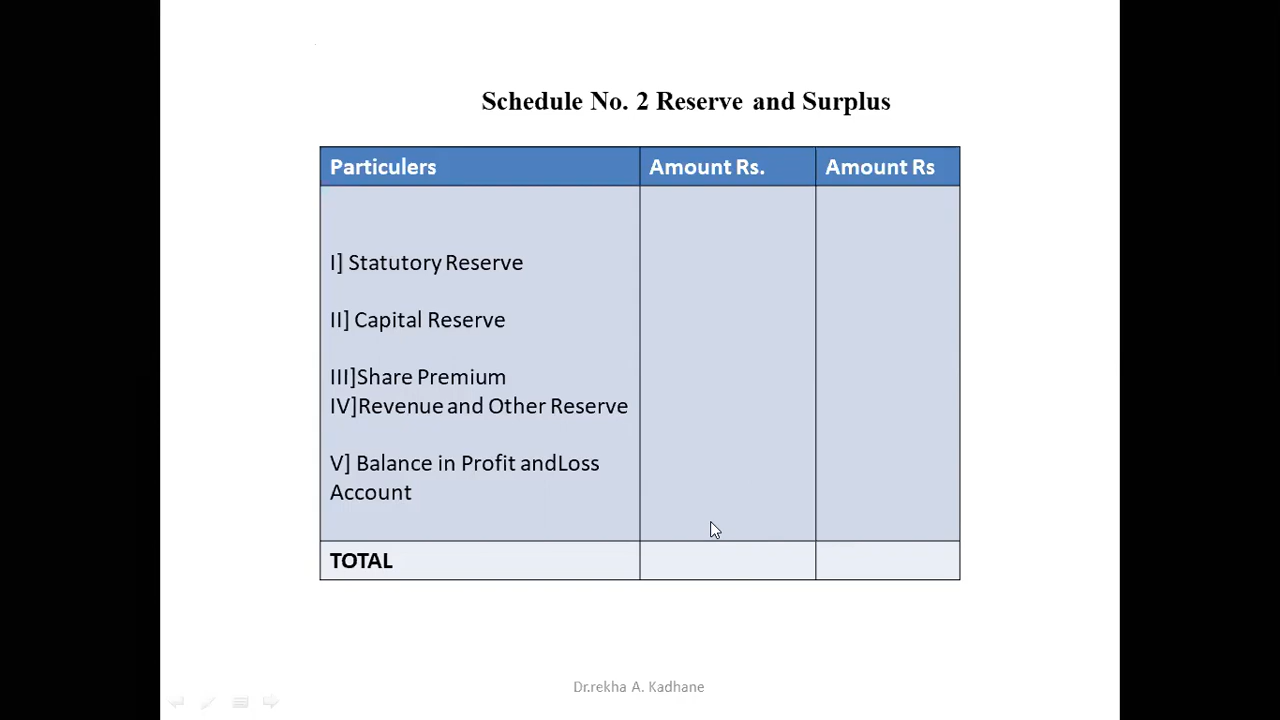 Schedule No. 2 Reserve and Surplus
Particulers Amount Rs. Amount Rs
I] Statutory Reserve
II] Capital Reserve
III]Share Premium
IV]Revenue and Other Reserve
V] Balance in Profit andLoss
Account
TOTAL
Dr.rekha A. Kadhane